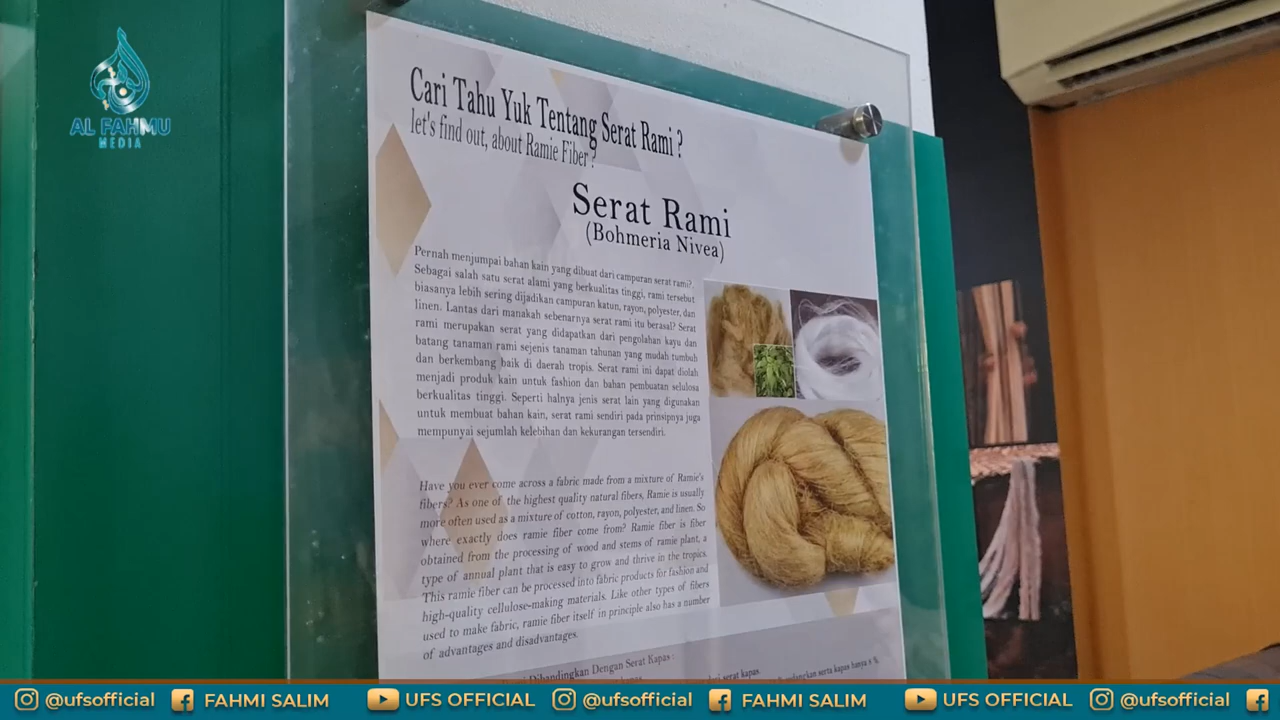 AL FAHMU
MEDIA
Cari Tahu Yuk Tentang Serat Rami ?
let's find out, about Ramie Fiber ?
Serat Rami
(Bohmeria Nivea)
Pernah menjumpai bahan kain yang dibuat dari campuran serat rami?,
Sebagai salah satu serat alami yang berkualitas tinggi, rami tersebut
biasanya lebih sering dijadikan campuran katun, rayon, polyester, dan
linen. Lantas dari manakah sebenarnya serat rami itu berasal? Serat
rami merupakan serat yang didapatkan dari pengolahan kayu dan
batang tanaman rami sejenis tanaman tahunan yang mudah tumbuh
dan berkembang baik di daerah tropis. Serat rami ini dapat diolah
menjadi produk kain untuk fashion dan bahan pembuatan selulosa
berkualitas tinggi. Seperti halnya jenis serat lain yang digunakan
untuk membuat bahan kain, serat rami sendiri pada prinsipnya juga
mempunyai sejumlah kelebihan dan kekurangan tersendiri.
Have you ever come across a fabric made from a mixture of Ramie's
fibers? As one of the highest quality natural fibers, Ramie is usually
more often used as a mixture of cotton, rayon, polyester, and linen. So
where exactly does ramie fiber come from? Ramie fiber is fiber
obtained from the processing of wood and stems of ramie plant, a
type of annual plant that is easy to grow and thrive in the tropics.
This ramie fiber can be processed into fabric products for fashion and
high-quality cellulose-making materials. Like other types of fibers
used to make fabric, ramie fiber itself in principle also has a number
of advantages and disadvantages.
Dibandingkan Dengan Serat Kapas :
serat kapas.
kapas hanya
@ufsofficial FAHMI SALIM UFS OFFICIAL @ufsofficial FAHMI SALIM UFS OFFICIAL @ufsofficial